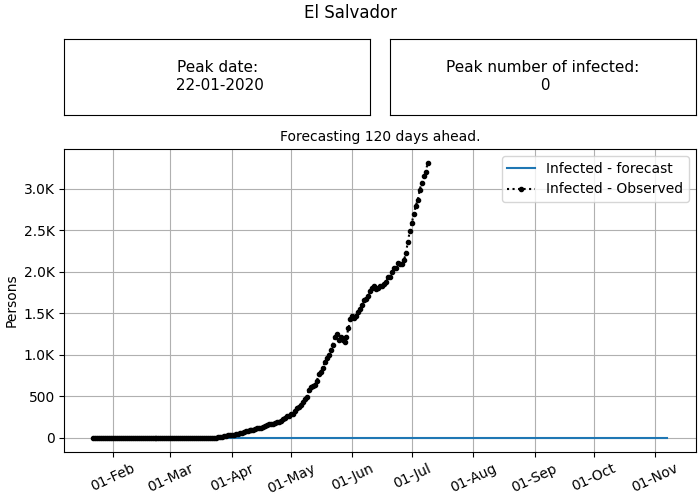 El Salvador
Peak date:
22-01-2020
Peak number of infected:
0
Forecasting 120 days ahead.
Infected - forecast
Infected - Observed
Persons
3.0K
2.5K
2.0K
1.5K
1.0K
500
0
01-Feb
01-Mar
01-Apr
01-May
01-Jun
01-Jul
01-Aug
01-Sep
01-Oct
01-Nov